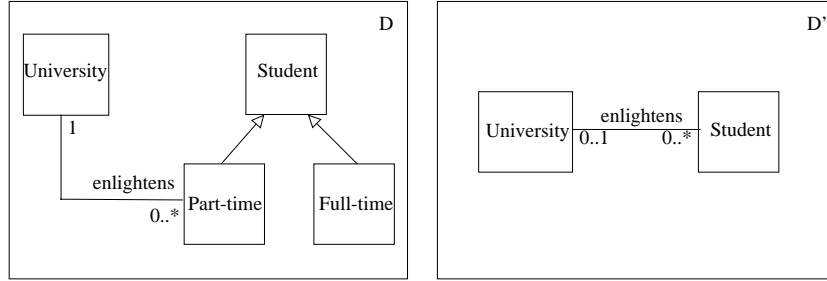 D
University
Student
1
enlightens
0..*
Part-time
Full-time
D'
University
enlightens
0..1
0..*
Student